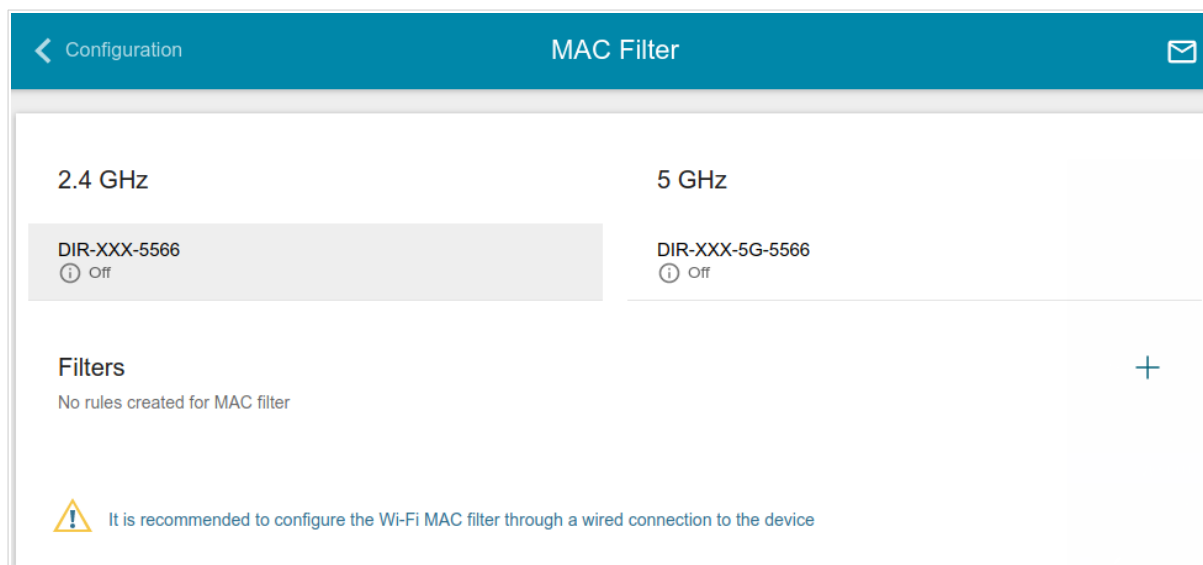 Configuration
MAC Filter
2.4 GHz
5 GHz
DIR-XXX-5566
Off
DIR-XXX-5G-5566
Off
Filters
No rules created for MAC filter
It is recommended to configure the Wi-Fi MAC filter through a wired connection to the device